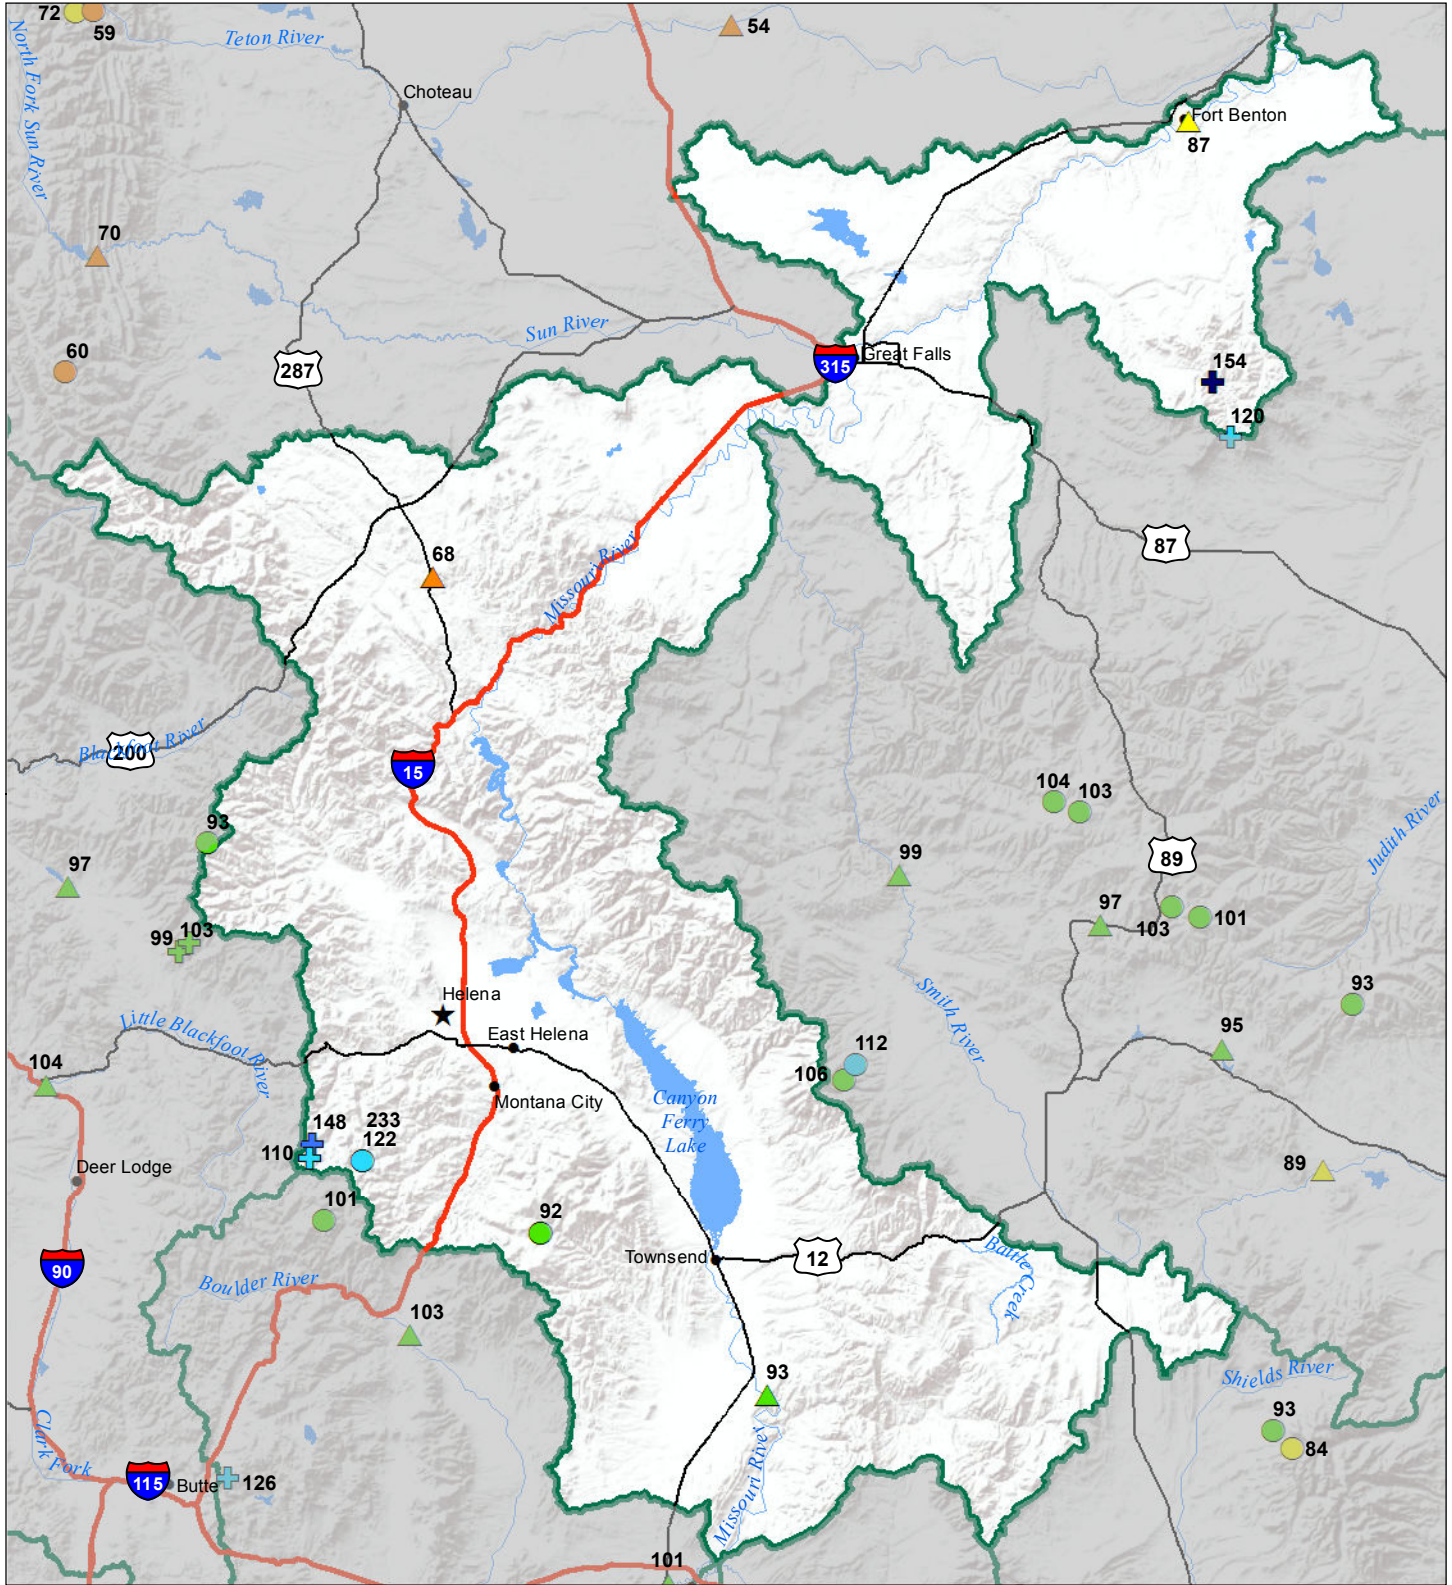 72
59
54
Teton River
North Fork Sun River
Choteau
Fort Benton
87
70
Sun River
60
287
315
Great Falls
154
120
87
68
Missouri River
Blackfoot River
200
15
104
103
93
99
89
97
Judith River
97
103
101
99
103
93
Helena
Smith River
Little Blackfoot River
East Helena
95
104
112
106
Canyon
Ferry
Lake
Montana City
148
233
122
110
Deer Lodge
89
101
92
Townsend
12
Battle Creek
90
Boulder River
103
93
Shields River
93
84
Clark Fork
115
Butte
126
Missouri River
101